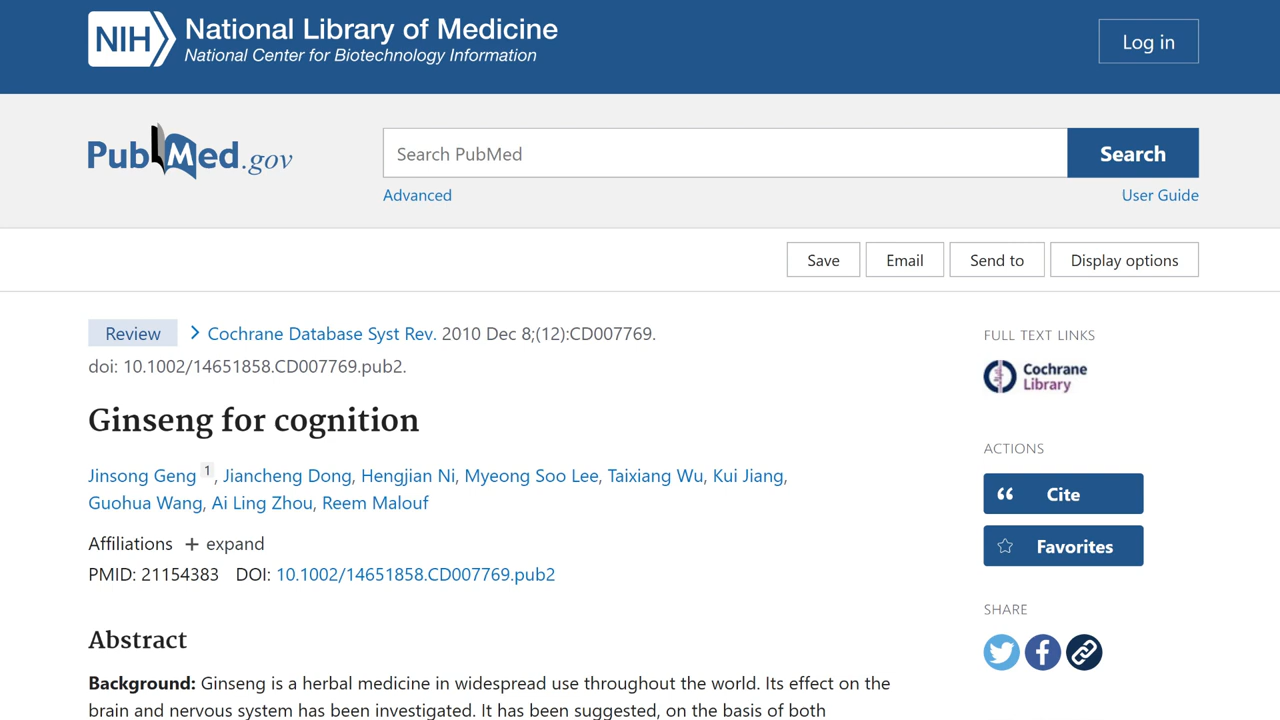 NIH National Library of Medicine
National Center for Biotechnology Information
Log in
PubMed.gov
Search PubMed
Search
Advanced
User Guide
Save
Email
Send to
Display options
Review
Cochrane Database Syst Rev. 2010 Dec 8;(12):CD007769.
doi: 10.1002/14651858.CD007769.pub2.
Ginseng for cognition
Jinsong Geng 1, Jiancheng Dong, Hengjian Ni, Myeong Soo Lee, Taixiang Wu, Kui Jiang,
Guohua Wang, Ai Ling Zhou, Reem Malouf
Affiliations + expand
PMID: 21154383 DOI: 10.1002/14651858.CD007769.pub2
Abstract
Background: Ginseng is a herbal medicine in widespread use throughout the world. Its effect on the
brain and nervous system has been investigated. It has been suggested, on the basis of both
FULL TEXT LINKS
Cochrane
Library
ACTIONS
Cite
Favorites
SHARE